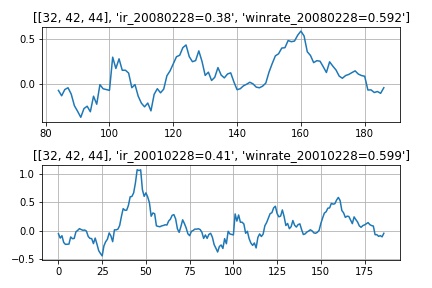 [[32, 42, 44], 'ir_20080228=0.38', 'winrate_20080228=0.592']
0.5
0.0
80 100 120 140 160 180
[[32, 42, 44], 'ir_20010228=0.41', 'winrate_20010228=0.599']
1.0
0.5
0.0
−0.5
0 25 50 75 100 125 150 175